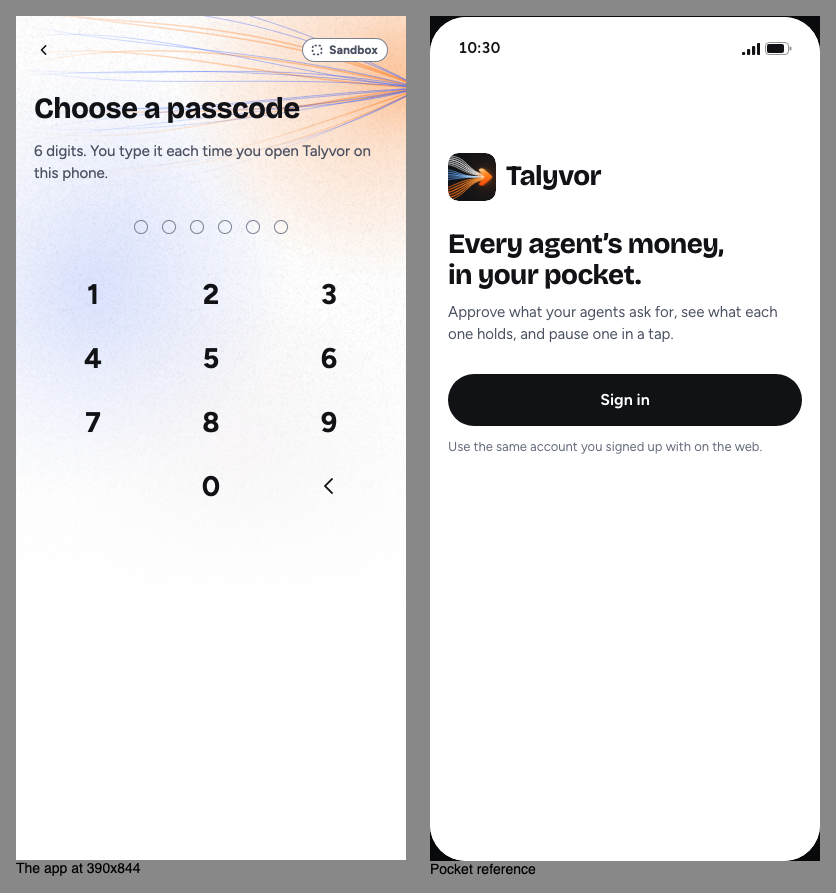 Sandbox
Choose a passcode
6 digits. You type it each time you open Talyvor on
this phone.
1 2 3
4 5 6
7 8 9
0
The app at 390x844
10:30
Talyvor
Every agent’s money,
in your pocket.
Approve what your agents ask for, see what each
one holds, and pause one in a tap.
Sign in
Use the same account you signed up with on the web.
Pocket reference